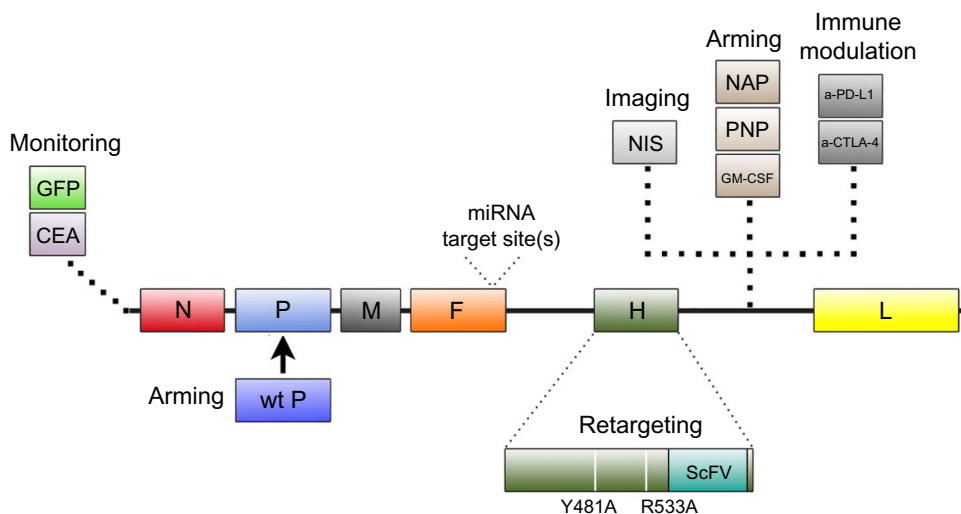 Monitoring
GFP
CEA
Imaging
NIS
Arming
NAP
PNP
GM-CSF
Immune
modulation
a-PD-L1
a-CTLA-4
miRNA
target site(s)
N
P
M
F
H
L
Arming
wt P
Retargeting
ScFV
Y481A
R533A